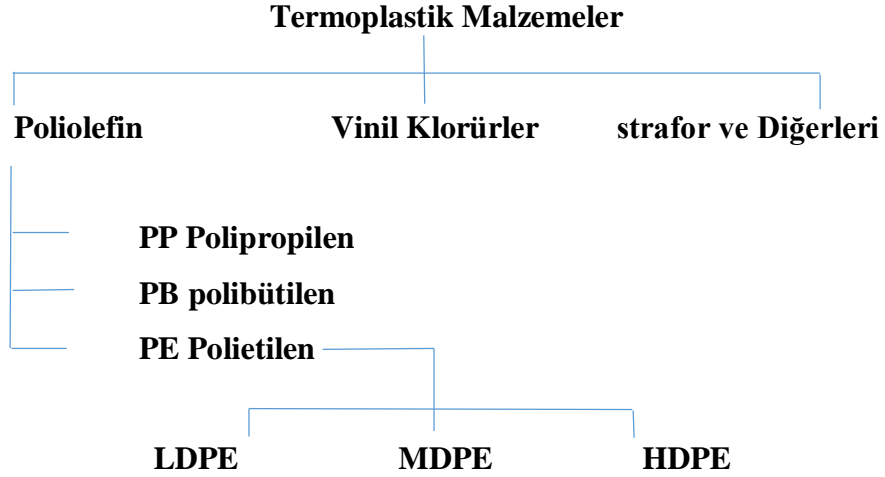 Termoplastik Malzemeler
Poliolefin Vinil Klorürler strafor ve Diğerleri
PP Polipropilen
PB polibütilen
PE Polietilen
LDPE MDPE HDPE